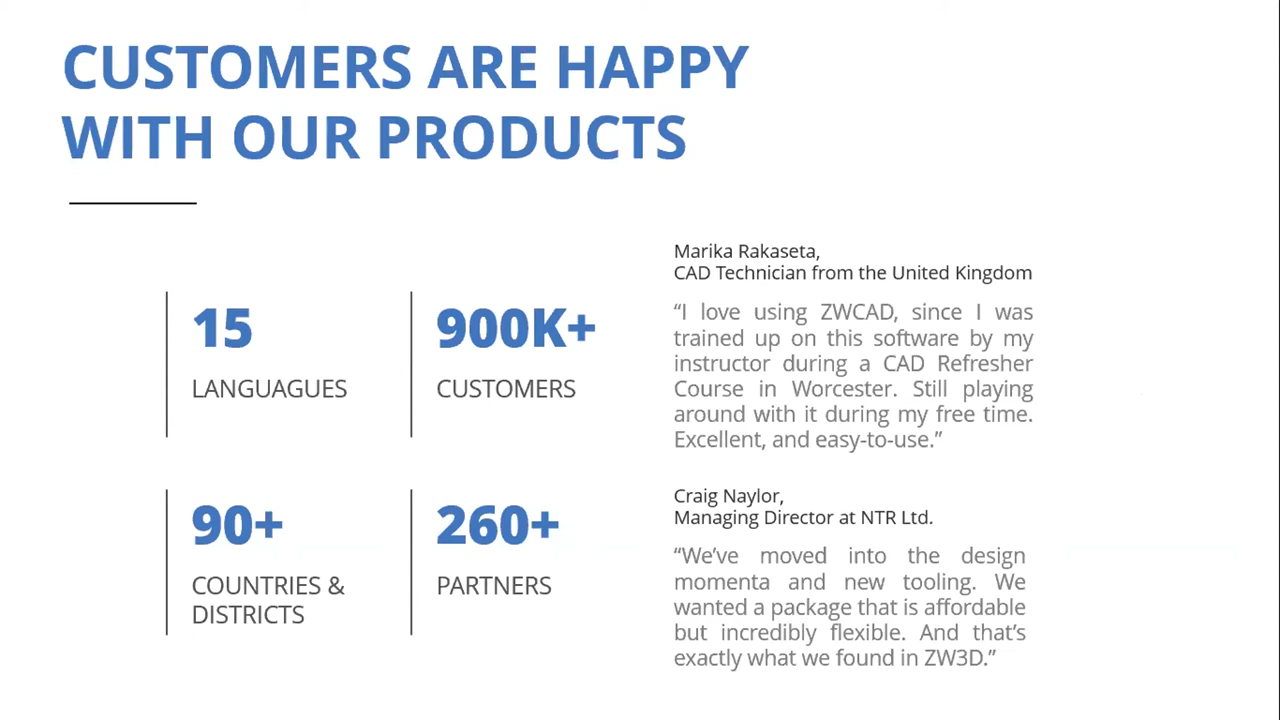 CUSTOMERS ARE HAPPY
WITH OUR PRODUCTS
15
LANGUAGUES
900K+
CUSTOMERS
90+
COUNTRIES &
DISTRICTS
260+
PARTNERS
Marika Rakaseta,
CAD Technician from the United Kingdom
“I love using ZWCAD, since I was
trained up on this software by my
instructor during a CAD Refresher
Course in Worcester. Still playing
around with it during my free time.
Excellent, and easy-to-use.”
Craig Naylor,
Managing Director at NTR Ltd.
“We’ve moved into the design
momenta and new tooling. We
wanted a package that is affordable
but incredibly flexible. And that’s
exactly what we found in ZW3D.”